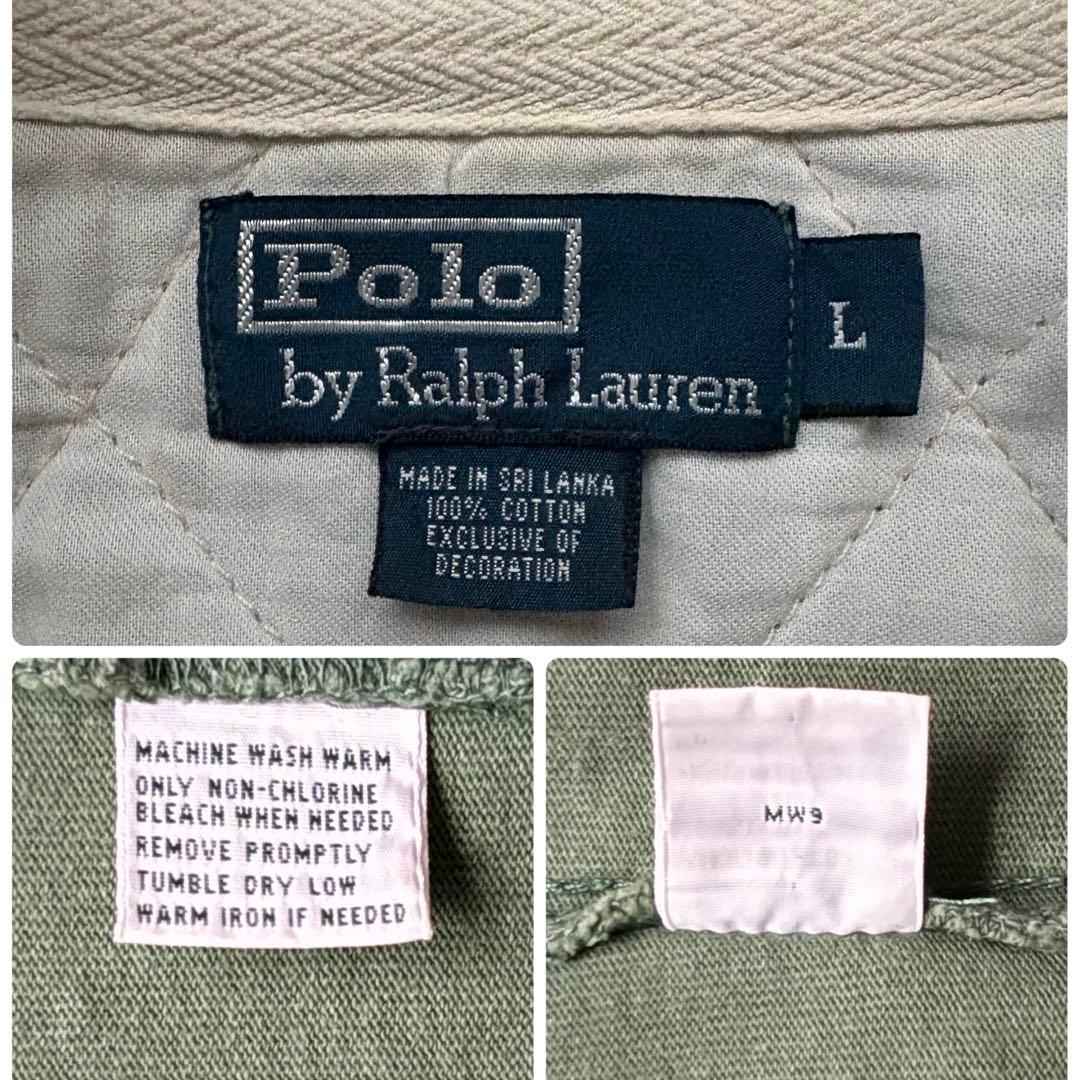 Polo
by Ralph Lauren
L
MADE IN SRI LANKA
100% COTTON
EXCLUSIVE OF
DECORATION
MACHINE WASH WARM
ONLY NON-CHLORINE
BLEACH WHEN NEEDED
REMOVE PROMPTLY
TUMBLE DRY LOW
WARM IRON IF NEEDED
MW9